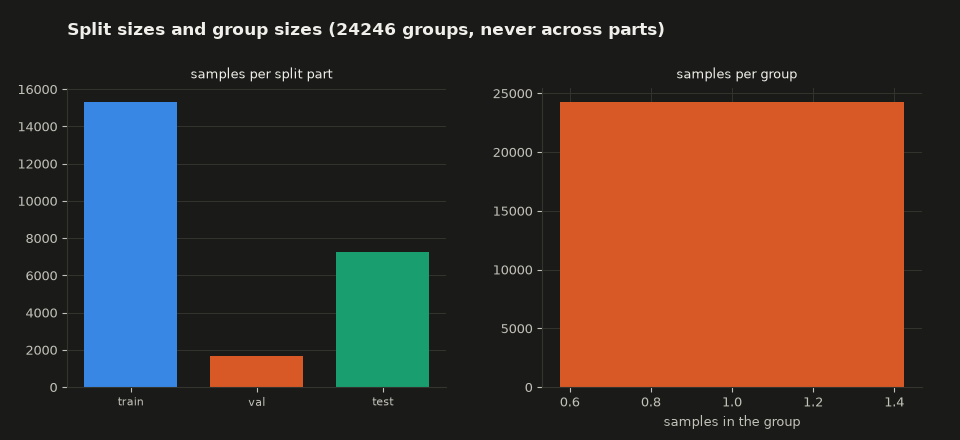 Split sizes and group sizes (24246 groups, never across parts)
samples per split part
16000
14000
12000
10000
8000
6000
4000
2000
0
train val test
samples per group
25000
20000
15000
10000
5000
0
0.6 0.8 1.0 1.2 1.4
samples in the group